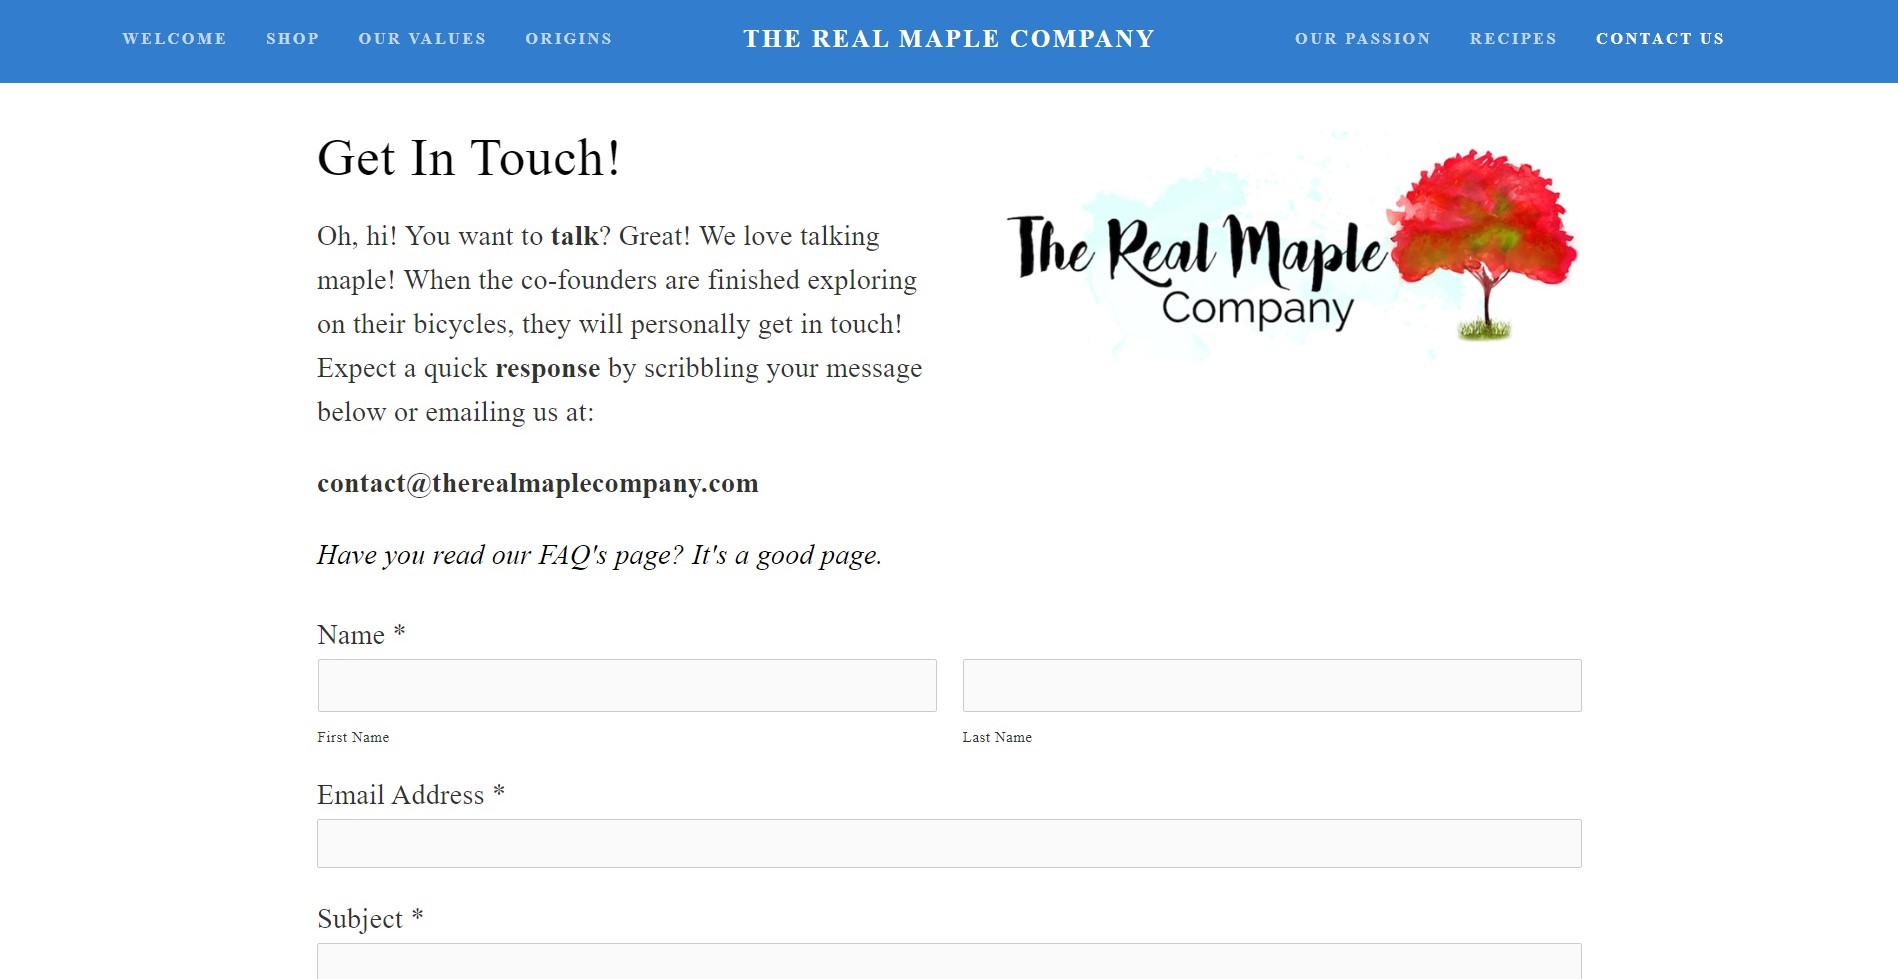 WELCOME SHOP OUR VALUES ORIGINS THE REAL MAPLE COMPANY OUR PASSION RECIPES CONTACT US
Get In Touch!
Oh, hi! You want to talk? Great! We love talking
maple! When the co-founders are finished exploring
on their bicycles, they will personally get in touch!
Expect a quick response by scribbling your message
below or emailing us at:
contact@therealmaplecompany.com
Have you read our FAQ's page? It's a good page.
The Real Maple
Company
Name *
First Name Last Name
Email Address *
Subject *